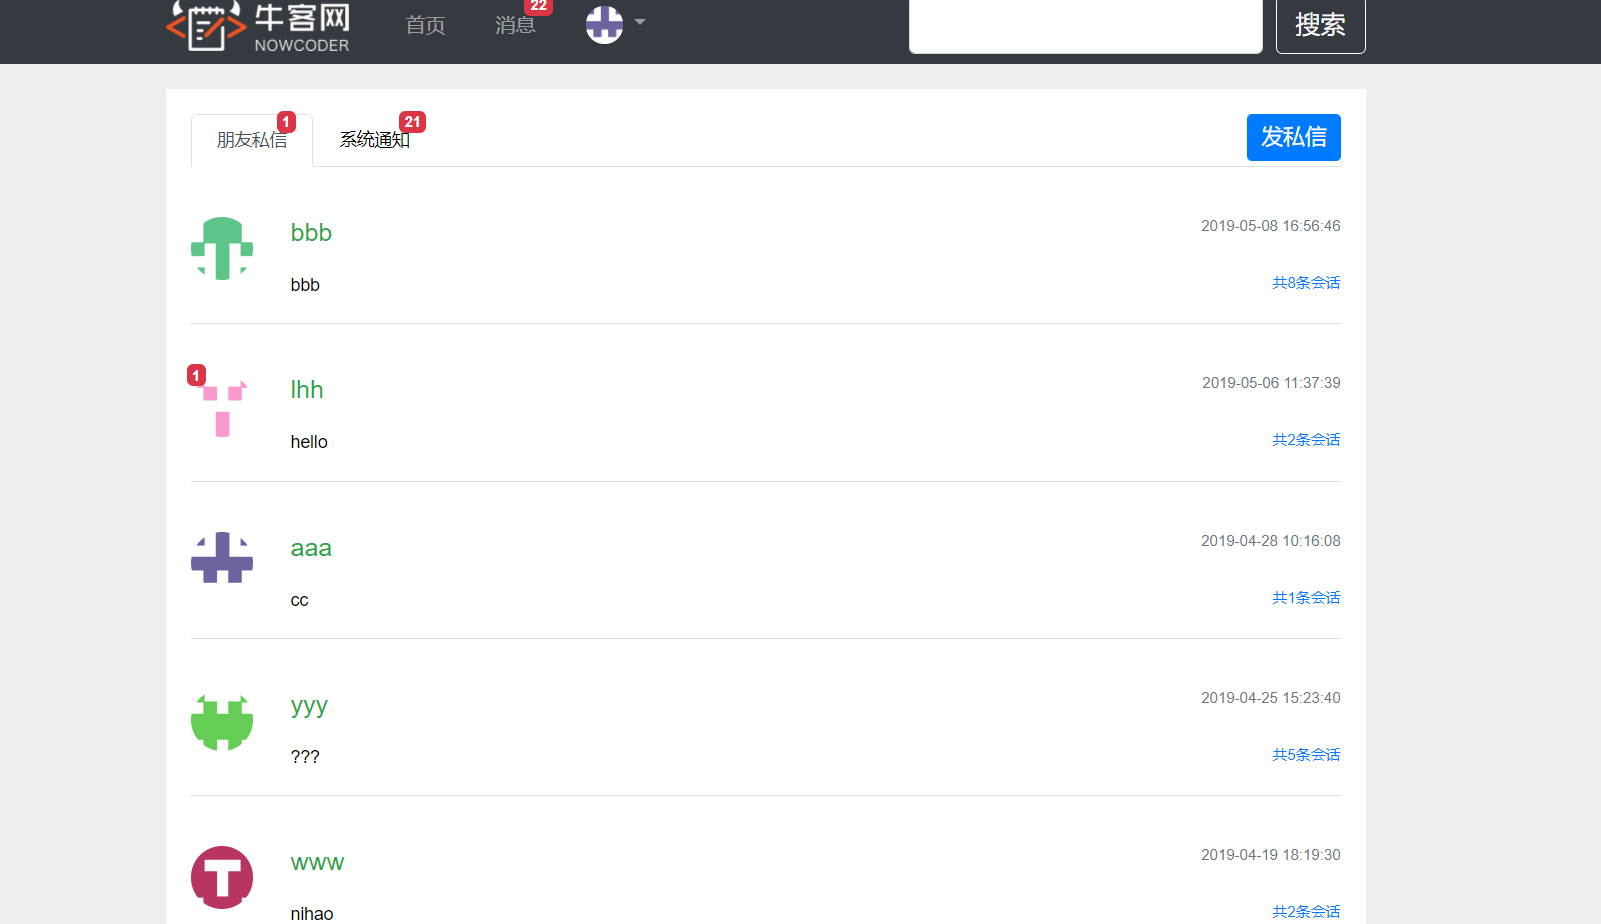 牛客网
NOWCODER
首页
消息
22
搜索
朋友私信
1
系统通知
21
发私信
bbb
2019-05-08 16:56:46
bbb
共8条会话
1
lhh
2019-05-06 11:37:39
hello
共2条会话
aaa
2019-04-28 10:16:08
cc
共1条会话
yyy
2019-04-25 15:23:40
???
共5条会话
www
2019-04-19 18:19:30
nihao
共2条会话